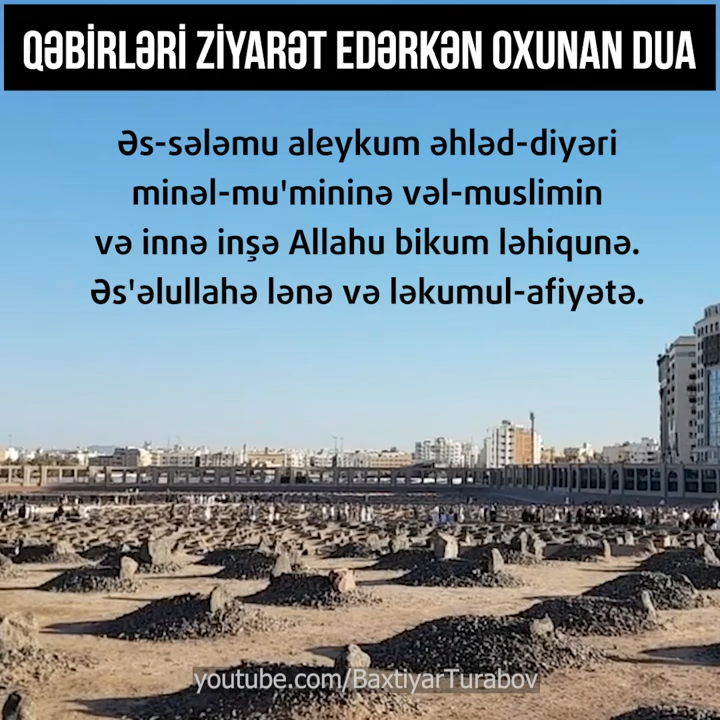 QƏBİRLƏRİ ZİYARƏT EDƏRKƏN OXUNAN DUA
Əs-sələmu aleykum əhləd-diyəri
minəl-mu'mininə vəl-muslimin
və innə inşə Allahu bikum ləhiqunə.
Əs'əlullahə lənə və ləkumul-afiyətə.
youtube.com/BaxtiyarTurabov